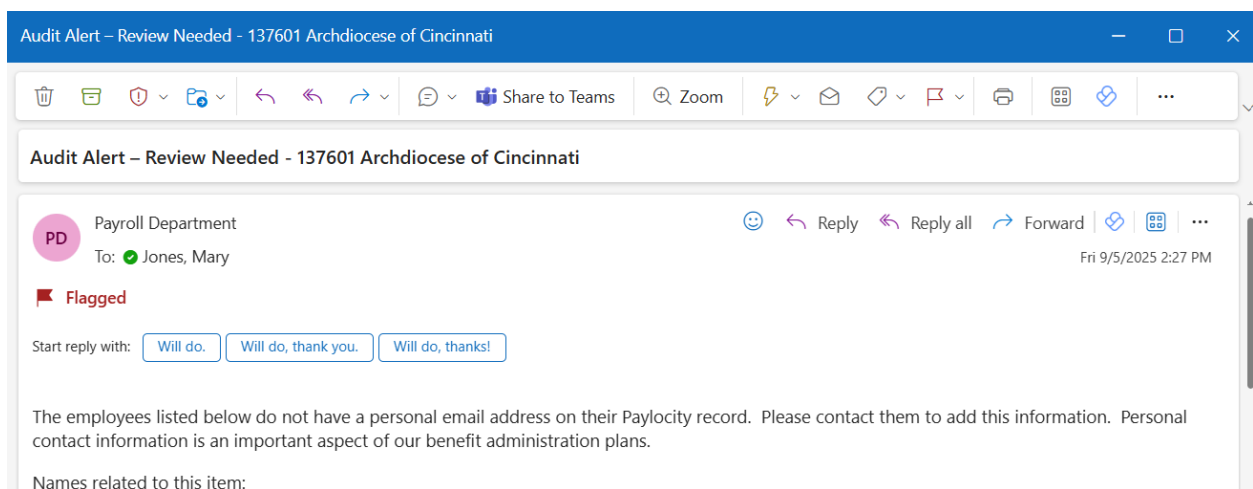 Audit Alert – Review Needed - 137601 Archdiocese of Cincinnati
Share to Teams Zoom
Audit Alert – Review Needed - 137601 Archdiocese of Cincinnati
PD
Payroll Department
Reply Reply all Forward
To: Jones, Mary
Fri 9/5/2025 2:27 PM
Flagged
Start reply with: Will do. Will do, thank you. Will do, thanks!
The employees listed below do not have a personal email address on their Paylocity record.  Please contact them to add this information.  Personal
contact information is an important aspect of our benefit administration plans.
Names related to this item: